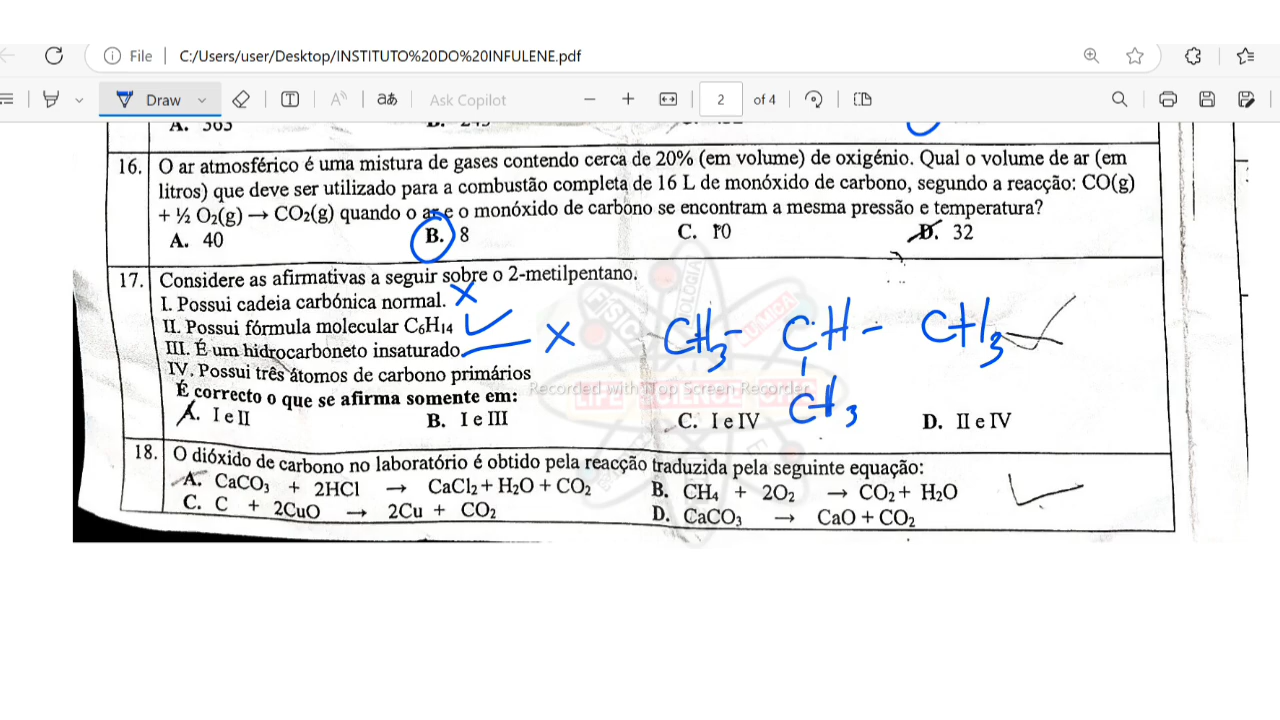 File | C:/Users/user/Desktop/INSTITUTO%20DO%20INFULENE.pdf
Draw aあ Ask Copilot 2 of 4
A. 363
16. O ar atmosférico é uma mistura de gases contendo cerca de 20% (em volume) de oxigénio. Qual o volume de ar (em
litros) que deve ser utilizado para a combustão completa de 16 L de monóxido de carbono, segundo a reacção: CO(g)
+ ½ O₂(g) → CO₂(g) quando o ar e o monóxido de carbono se encontram a mesma pressão e temperatura?
A. 40 B. 8 C. 10 D. 32
17. Considere as afirmativas a seguir sobre o 2-metilpentano.
I. Possui cadeia carbónica normal.
II. Possui fórmula molecular C₆H₁₄
III. É um hidrocarboneto insaturado.
IV. Possui três átomos de carbono primários
É correcto o que se afirma somente em:
A. I e II B. I e III C. I e IV D. II e IV
CH₃- CH - CH₃
CH₃
Recorded with iTop Screen Recorder
18. O dióxido de carbono no laboratório é obtido pela reacção traduzida pela seguinte equação:
A. CaCO₃ + 2HCl → CaCl₂ + H₂O + CO₂ B. CH₄ + 2O₂ → CO₂ + H₂O
C. C + 2CuO → 2Cu + CO₂ D. CaCO₃ → CaO + CO₂